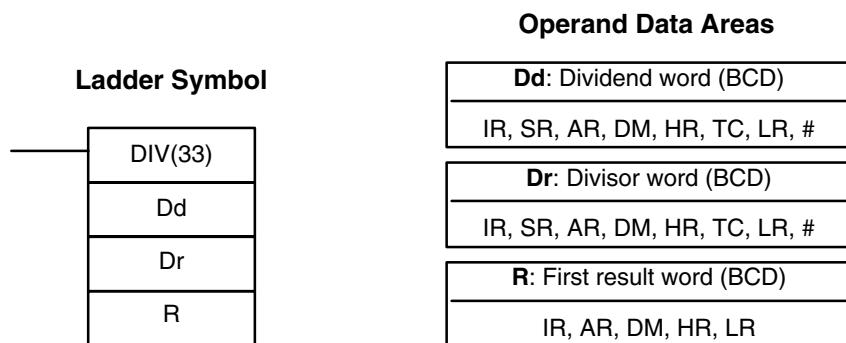 Ladder Symbol
DIV(33)
Dd
Dr
R
Operand Data Areas
Dd: Dividend word (BCD)
IR, SR, AR, DM, HR, TC, LR, #
Dr: Divisor word (BCD)
IR, SR, AR, DM, HR, TC, LR, #
R: First result word (BCD)
IR, AR, DM, HR, LR